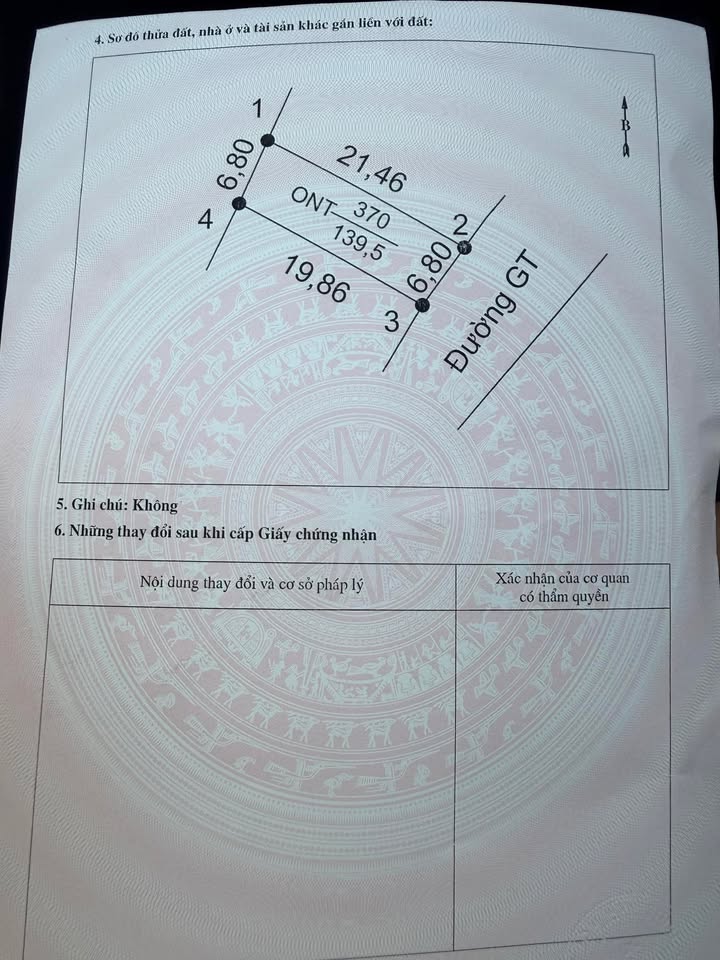 4. Sơ đồ thửa đất, nhà ở và tài sản khác gắn liền với đất:
1
B
6,80
21,46
ONT 370
139,5
2
4
6,80
19,86
3
Đường GT
5. Ghi chú: Không
6. Những thay đổi sau khi cấp Giấy chứng nhận
Nội dung thay đổi và cơ sở pháp lý
Xác nhận của cơ quan
có thẩm quyền